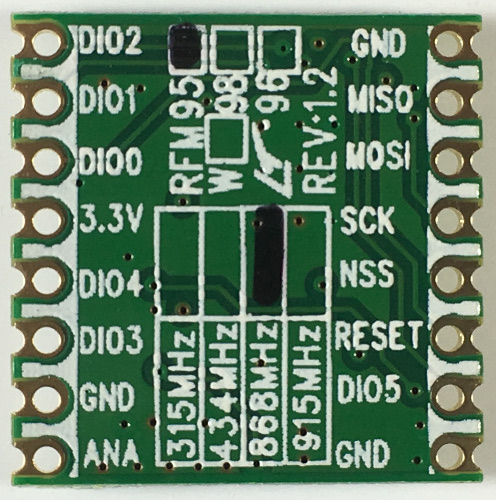 DIO2
DIO1
DIO0
3.3V
DIO4
DIO3
GND
ANA
RFM95 98 96
W
REV:1.2
315MHz
434MHz
868MHz
915MHz
GND
MISO
MOSI
SCK
NSS
RESET
DIO5
GND